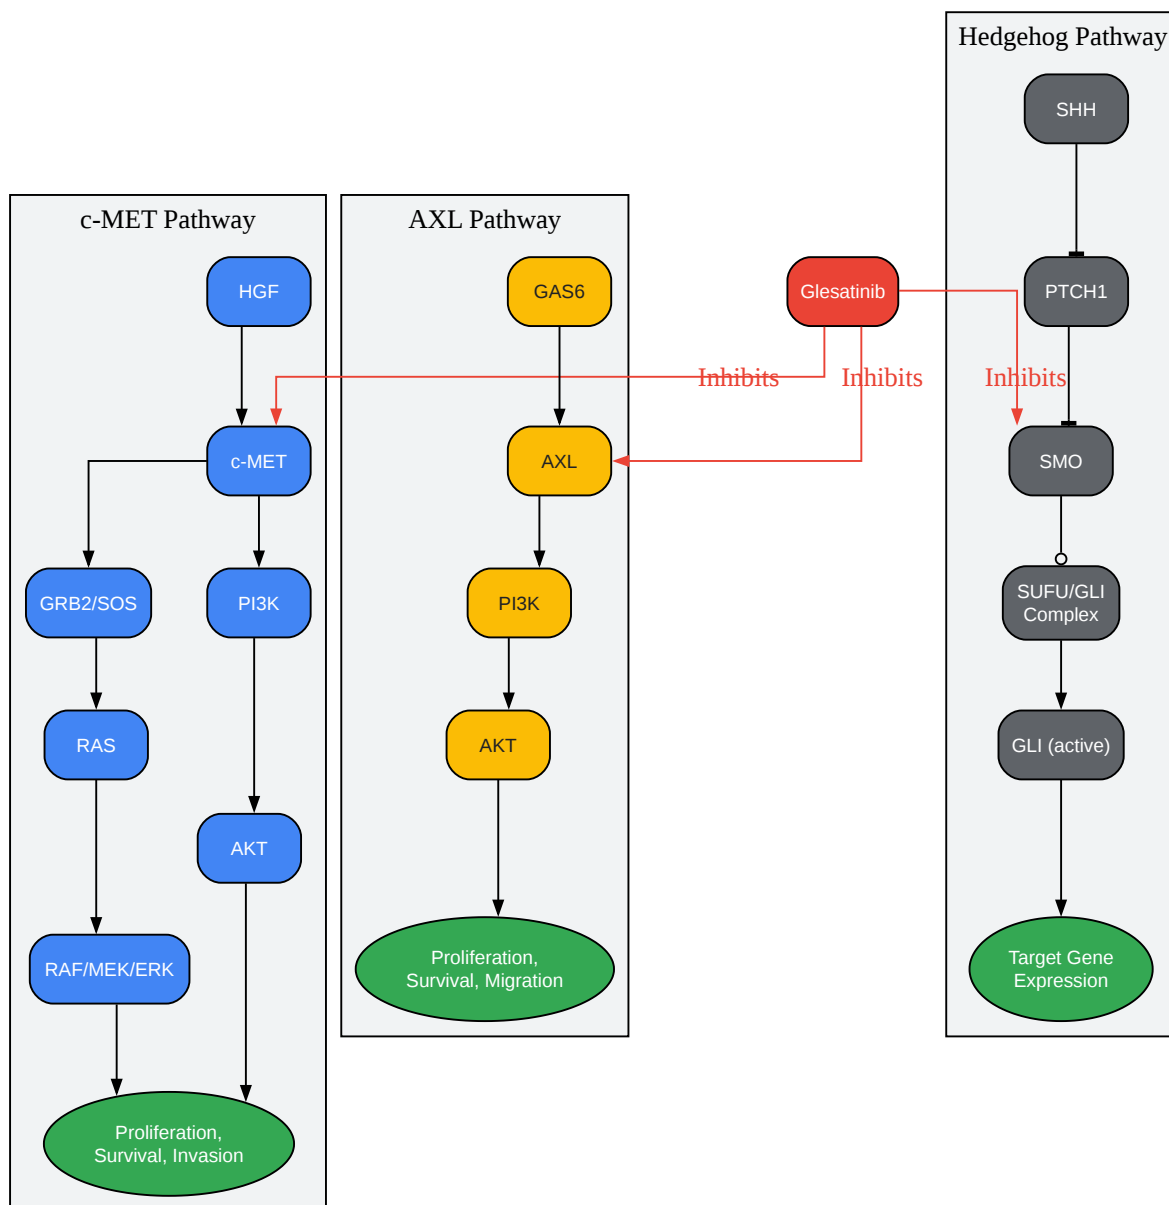 c-MET Pathway
HGF
c-MET
GRB2/SOS
PI3K
RAS
AKT
RAF/MEK/ERK
Proliferation,
Survival, Invasion
AXL Pathway
GAS6
AXL
PI3K
AKT
Proliferation,
Survival, Migration
Glesatinib
Inhibits
Inhibits
Inhibits
Hedgehog Pathway
SHH
PTCH1
SMO
SUFU/GLI
Complex
GLI (active)
Target Gene
Expression